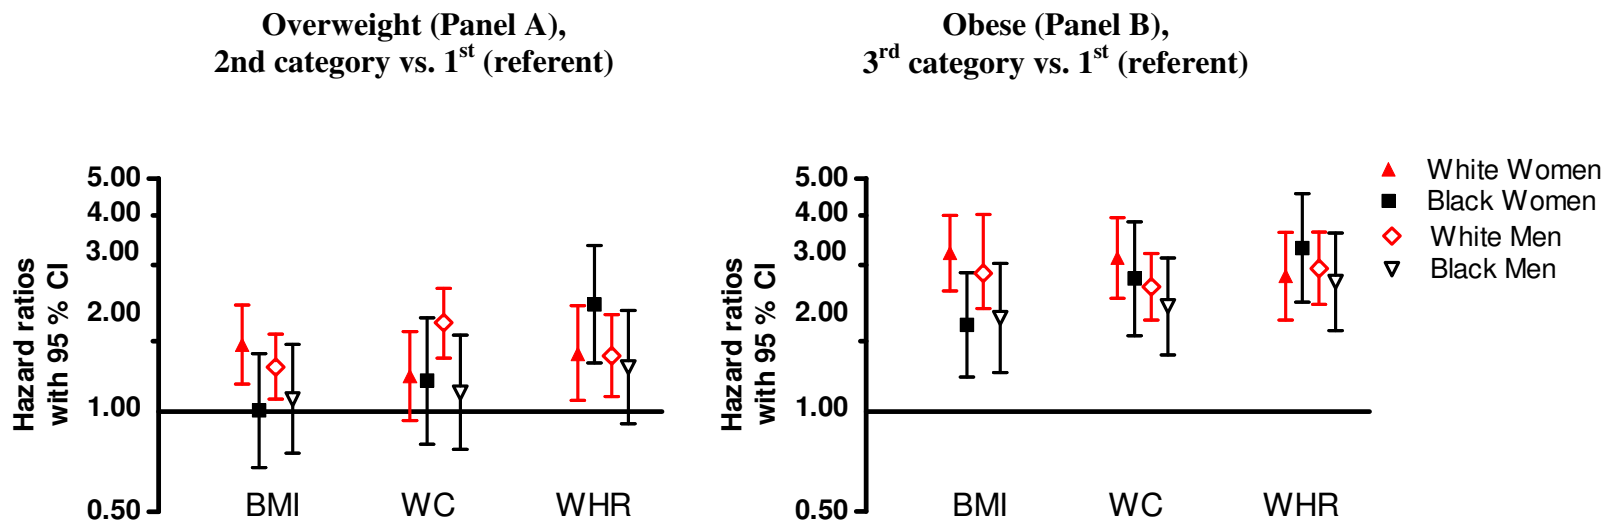 Overweight (Panel A),
2nd category vs. 1st (referent)
Obese (Panel B),
3rd category vs. 1st (referent)
Hazard ratios
with 95 % CI
5.00
4.00
3.00
2.00
1.00
0.50
BMI WC WHR
Hazard ratios
with 95 % CI
5.00
4.00
3.00
2.00
1.00
0.50
BMI WC WHR
White Women
Black Women
White Men
Black Men